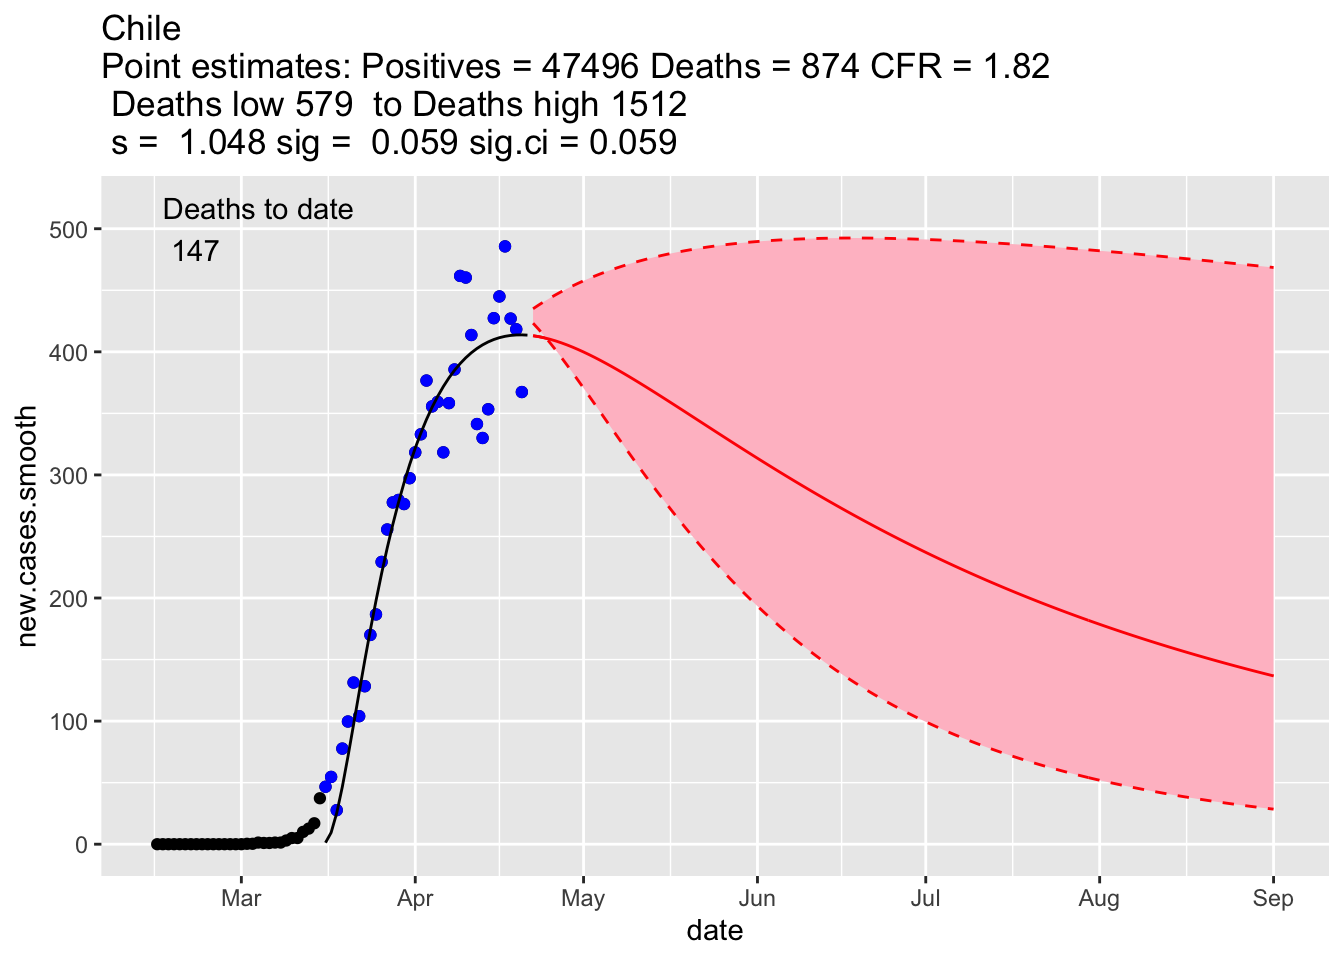 Chile
Point estimates: Positives = 47496 Deaths = 874 CFR = 1.82
Deaths low 579  to Deaths high 1512
s =  1.048 sig =  0.059 sig.ci = 0.059
Deaths to date
147
500
400
300
200
100
0
new.cases.smooth
Mar Apr May Jun Jul Aug Sep
date